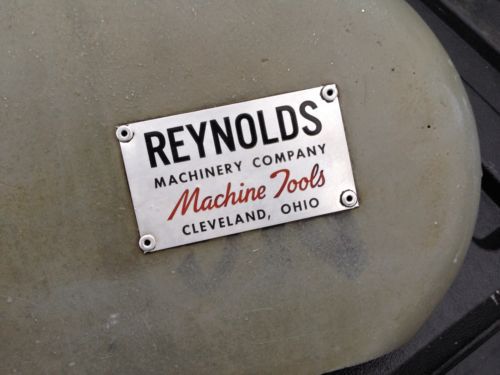 REYNOLDS
MACHINERY COMPANY
Machine Tools
CLEVELAND, OHIO